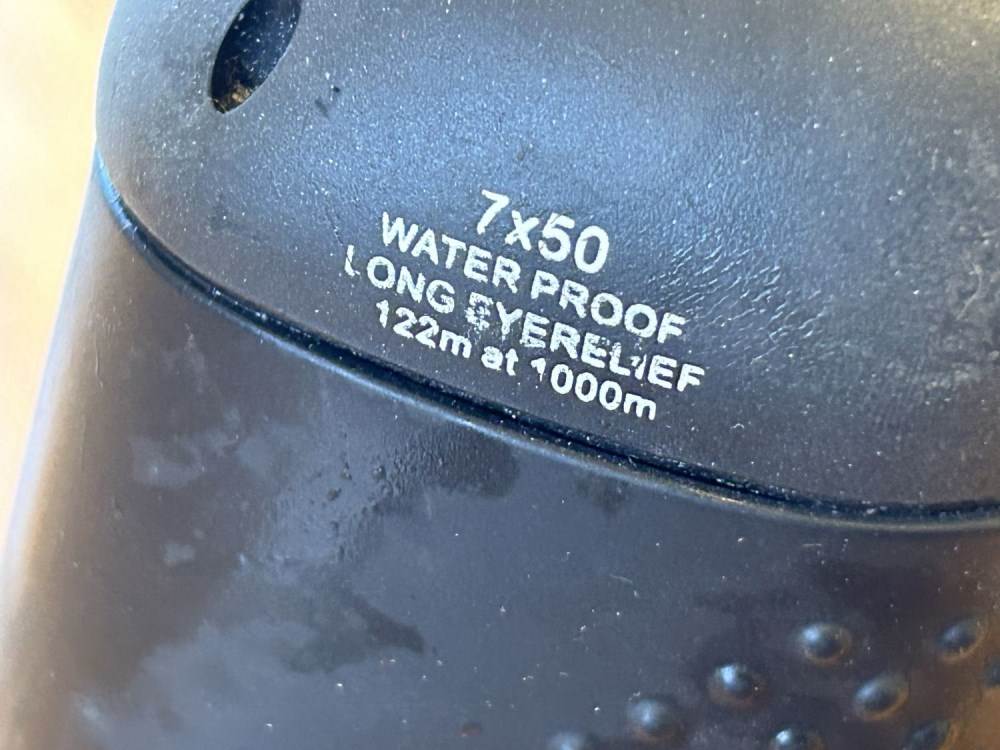 7x50
WATER PROOF
LONG EYERELIEF
122m at 1000m